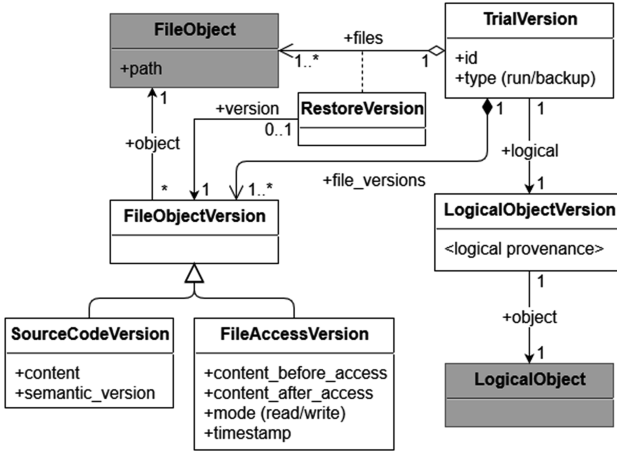 FileObject
+path
+files
1..*
1
TrialVersion
+id
+type (run/backup)
1
+object
*
+version
0..1
1
RestoreVersion
1
1
+logical
1
1..*
+file_versions
FileObjectVersion
LogicalObjectVersion
<logical provenance>
1
+object
1
SourceCodeVersion
+content
+semantic_version
FileAccessVersion
+content_before_access
+content_after_access
+mode (read/write)
+timestamp
LogicalObject